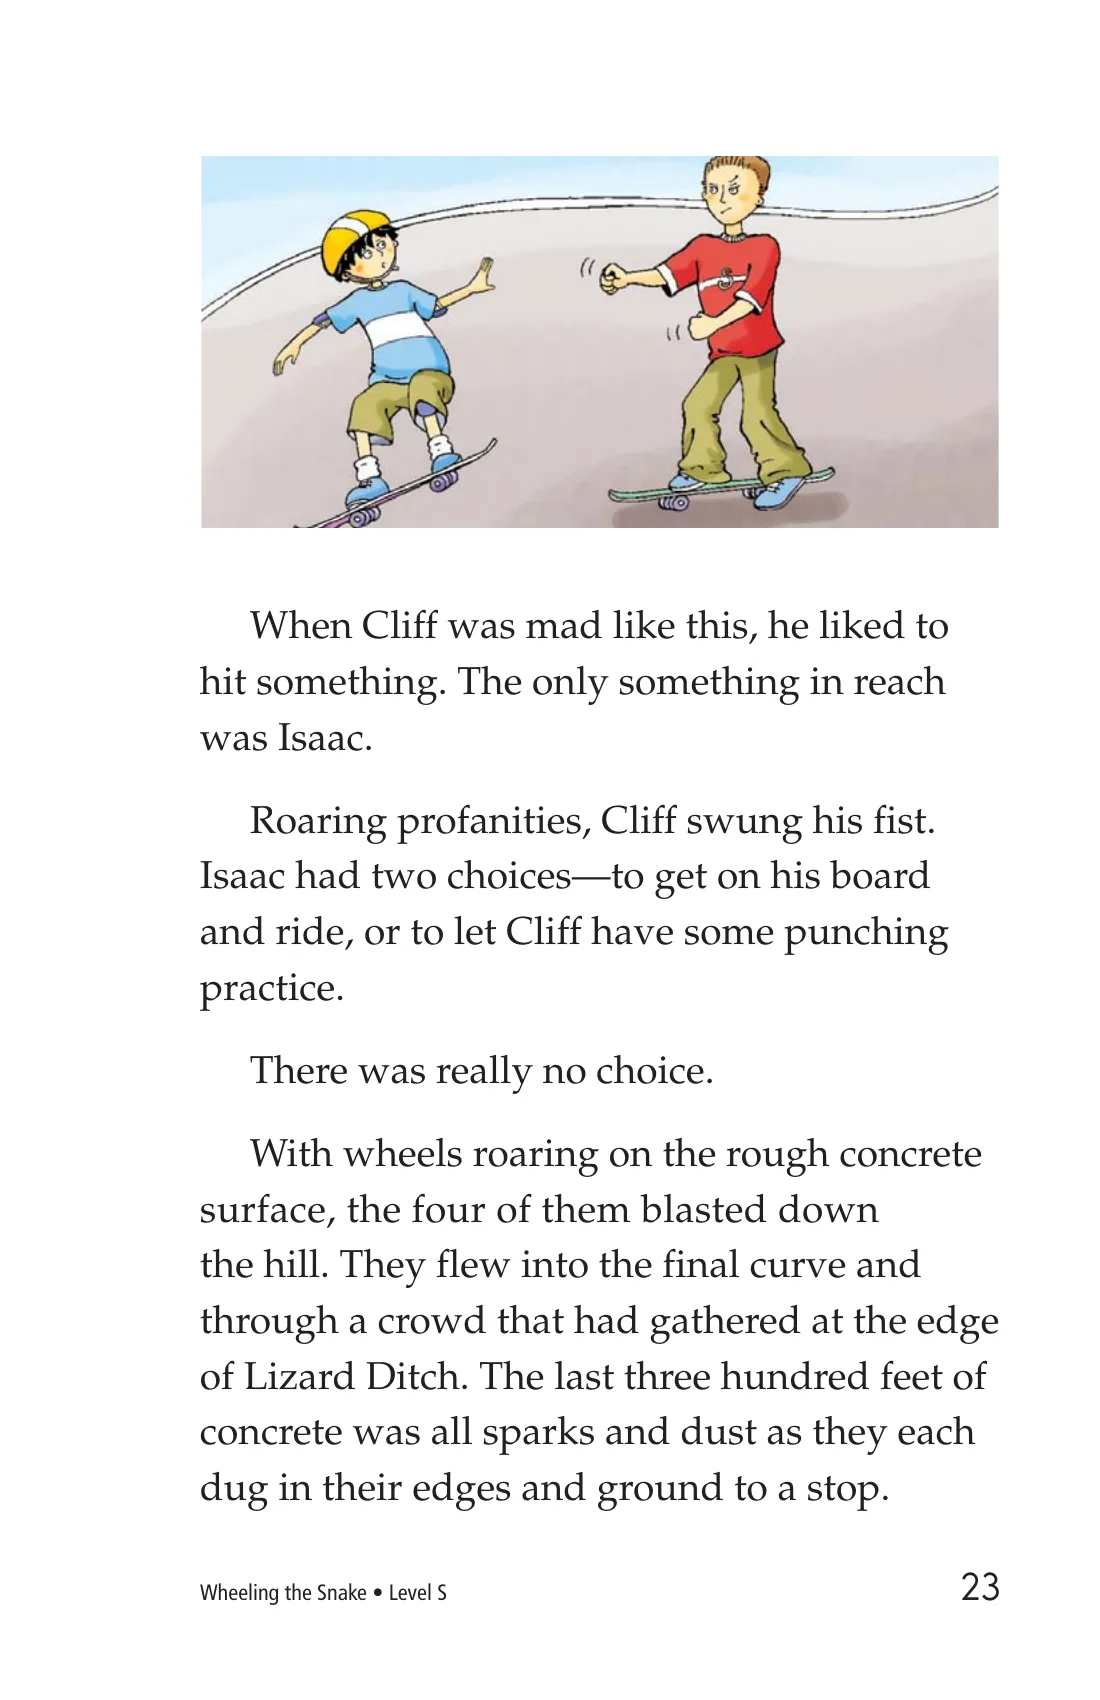 S
When Cliff was mad like this, he liked to
hit something. The only something in reach
was Isaac.
Roaring profanities, Cliff swung his fist.
Isaac had two choices—to get on his board
and ride, or to let Cliff have some punching
practice.
There was really no choice.
With wheels roaring on the rough concrete
surface, the four of them blasted down
the hill. They flew into the final curve and
through a crowd that had gathered at the edge
of Lizard Ditch. The last three hundred feet of
concrete was all sparks and dust as they each
dug in their edges and ground to a stop.
Wheeling the Snake • Level S
23